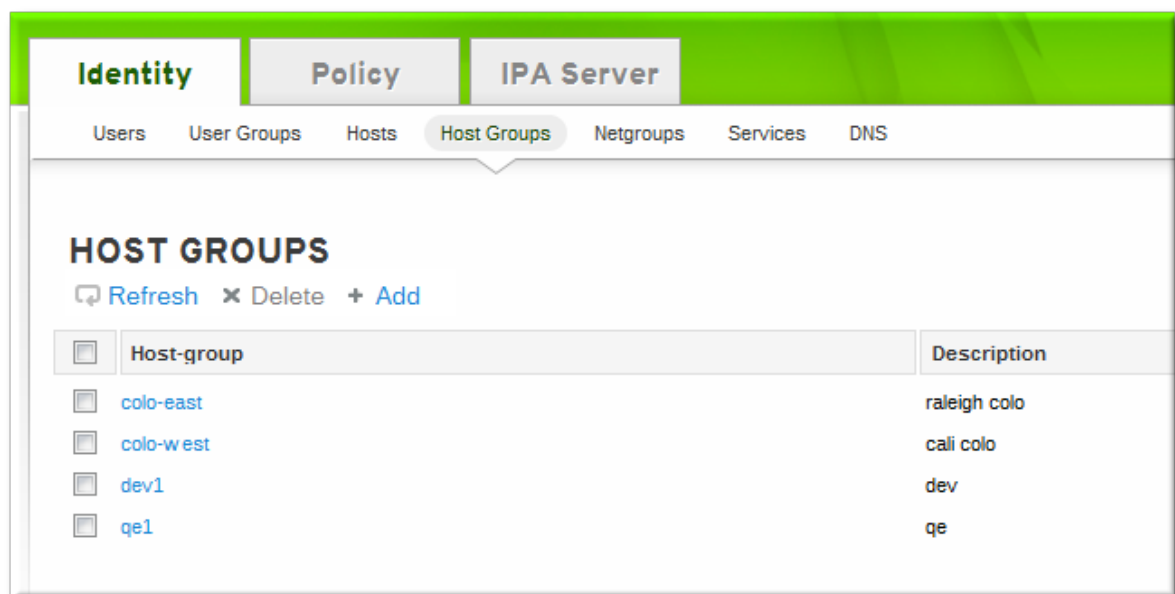 Identity Policy IPA Server
Users User Groups Hosts Host Groups Netgroups Services DNS
HOST GROUPS
Refresh Delete + Add
Host-group Description
colo-east raleigh colo
colo-west cali colo
dev1 dev
qe1 qe